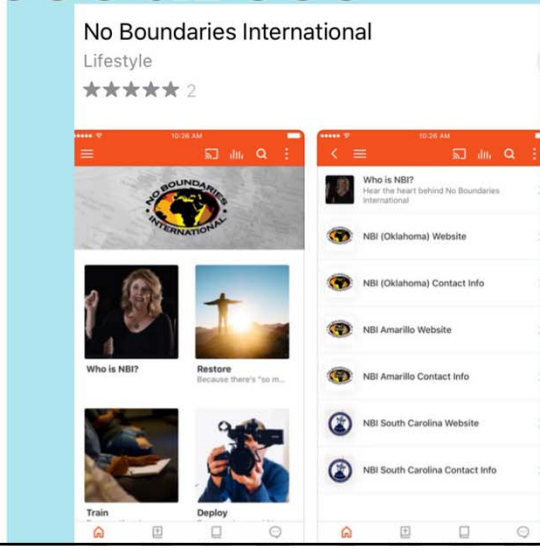 No Boundaries International
Lifestyle
2
10:26 AM
NO BOUNDARIES
INTERNATIONAL
Who is NBI?
Restore
Because there's "so m...
Train
Deploy
10:26 AM
Who is NBI?
Hear the heart behind No Boundaries
International
NBI (Oklahoma) Website
NBI (Oklahoma) Contact Info
NBI Amarillo Website
NBI Amarillo Contact Info
NBI South Carolina Website
NBI South Carolina Contact Info